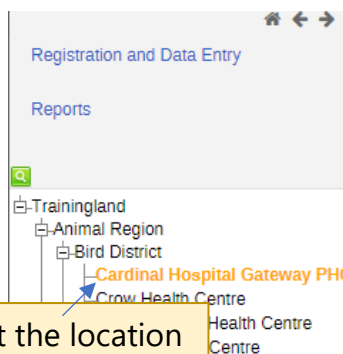 Registration and Data Entry
Reports
Trainingland
Animal Region
Bird District
Cardinal Hospital Gateway PHC
Crow Health Centre
Health Centre
Centre
t the location